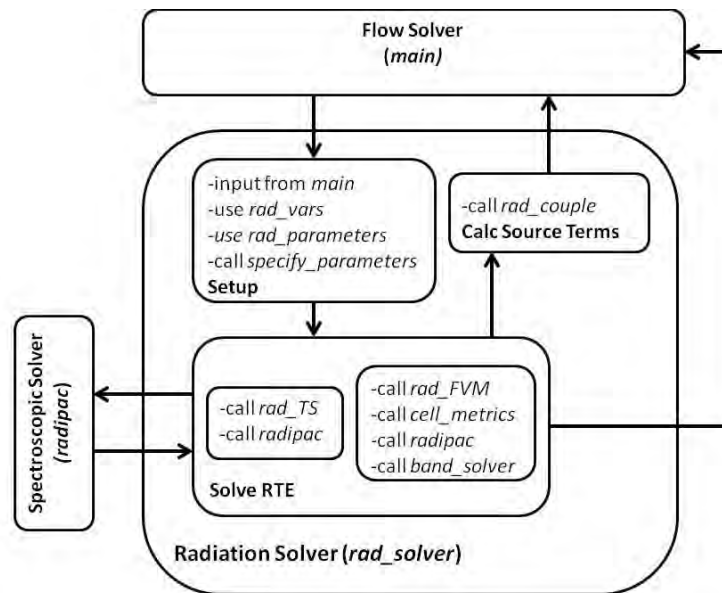 Flow Solver
(main)
-input from main
-use rad_vars
-use rad_parameters
-call specify_parameters
Setup
-call rad_couple
Calc Source Terms
Spectroscopic Solver
(radipac)
-call rad_TS
-call radipac
-call rad_FVM
-call cell_metrics
-call radipac
-call band_solver
Solve RTE
Radiation Solver (rad_solver)